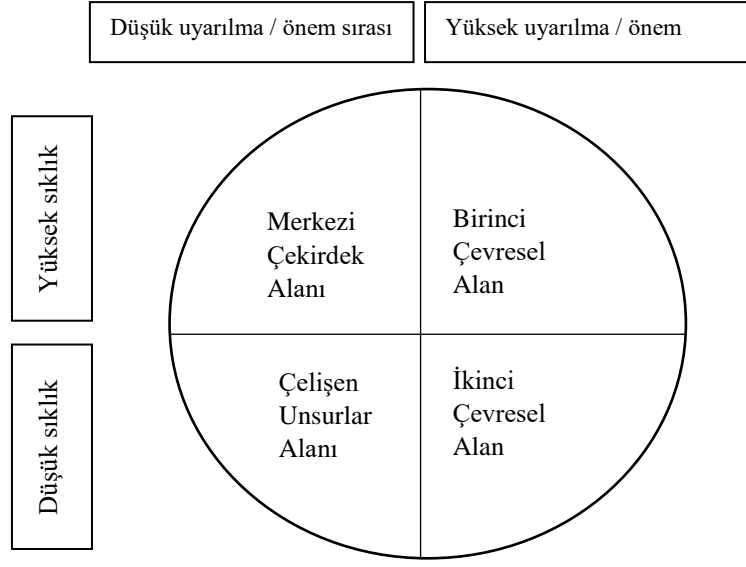 Düşük uyarılma / önem sırası
Yüksek uyarılma / önem
Yüksek sıklık
Merkezi
Çekirdek
Alanı
Birinci
Çevresel
Alan
Düşük sıklık
Çelişen
Unsurlar
Alanı
İkinci
Çevresel
Alan